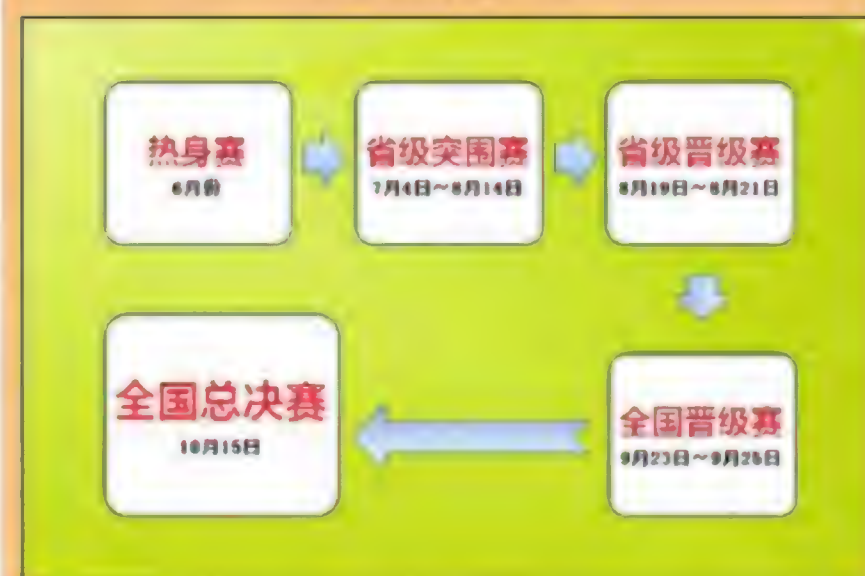 热身赛
6月份
省级突围赛
7月4日~8月14日
省级晋级赛
8月19日~8月21日
全国晋级赛
9月23日~9月25日
全国总决赛
10月15日